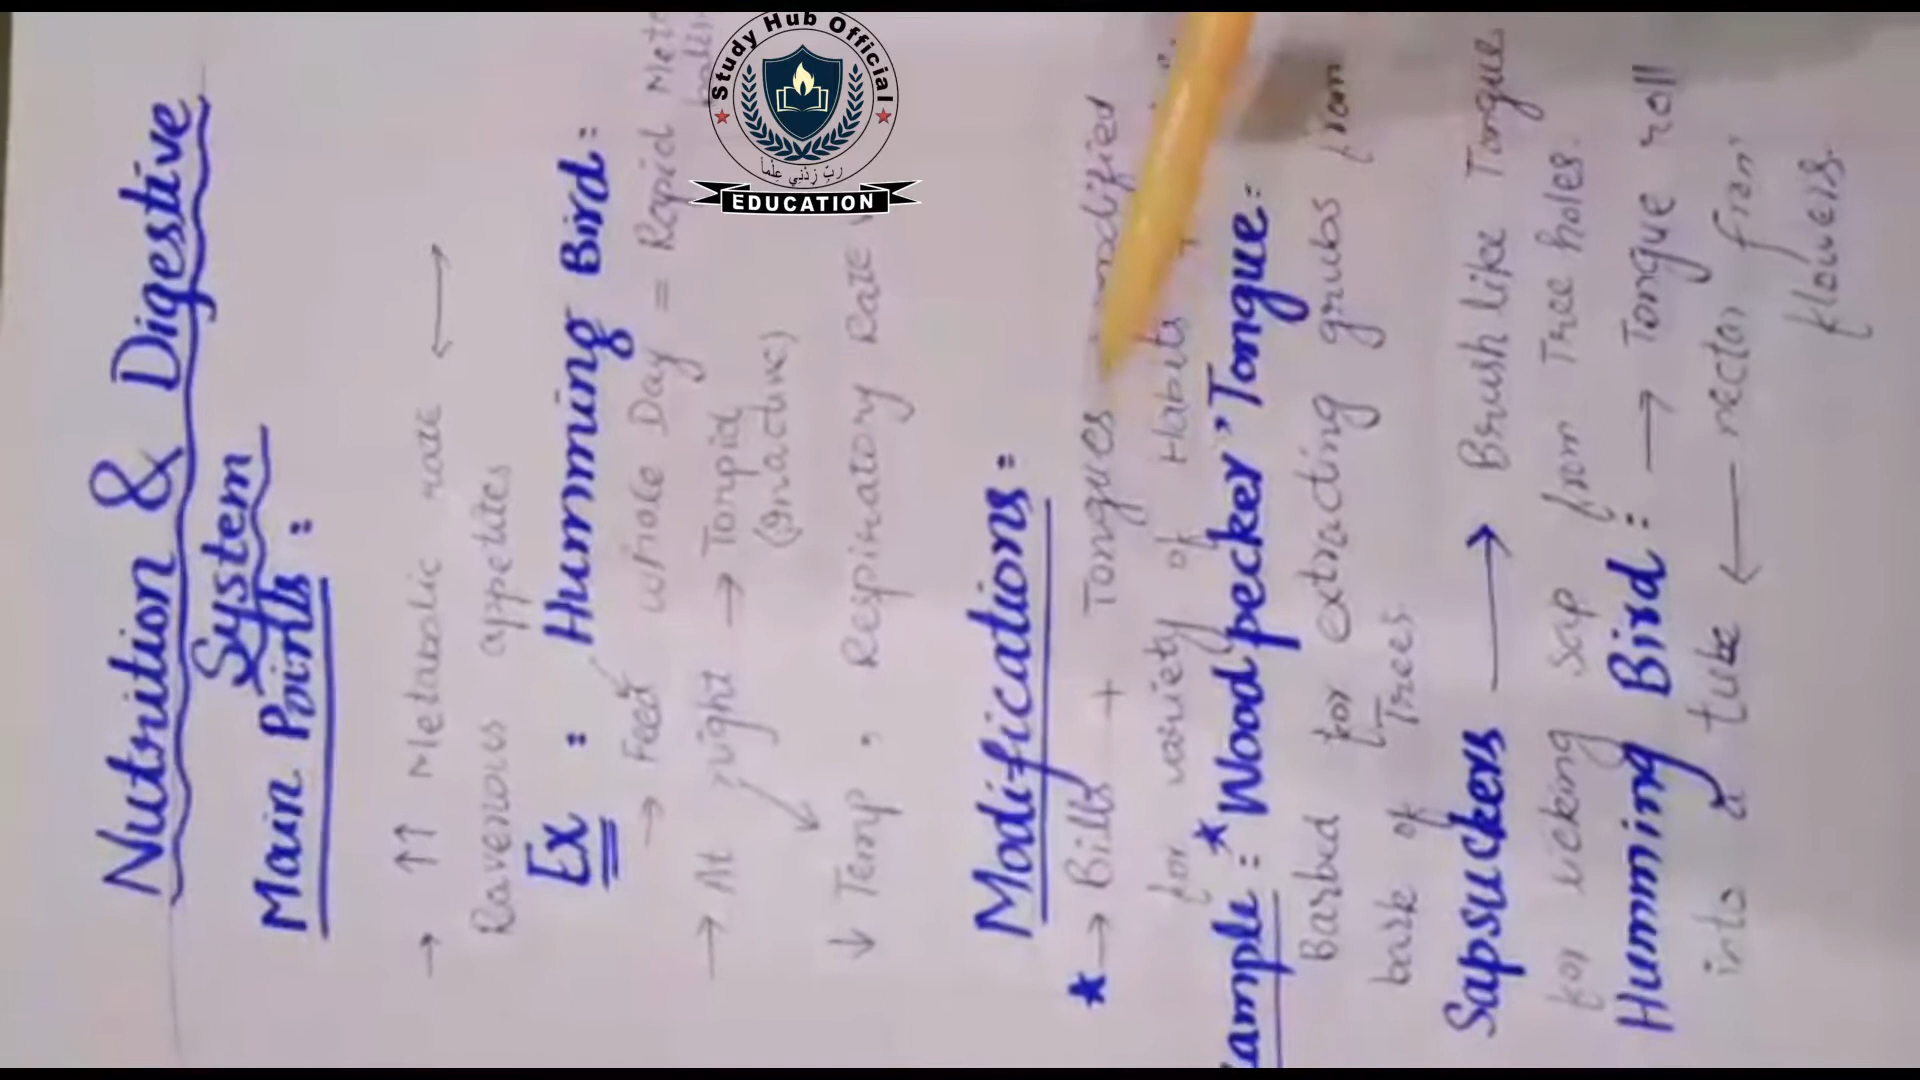 Nutrition & Digestive
System
Main Points :
→ ↑↑ Metabolic rate ⟷
Ravenous appetites
Ex : Humming Bird :
→ Feed whole Day = Rapid
At night → Torpid
(Inactive)
↓ Temp , Respiratory Rate
Modifications :
* → Bills + Tongues modified
for variety of Habits
ample : * Woodpecker' Tongue :
Barbed for extracting grubs from
bark of Trees.
Sapsuckers → Brush like Tongue
for licking sap from Tree holes.
Humming Bird : → Tongue roll
into a tube ← nector from
flowers.
Study Hub Official
ربِّ زِدْنِي عِلْماً
EDUCATION